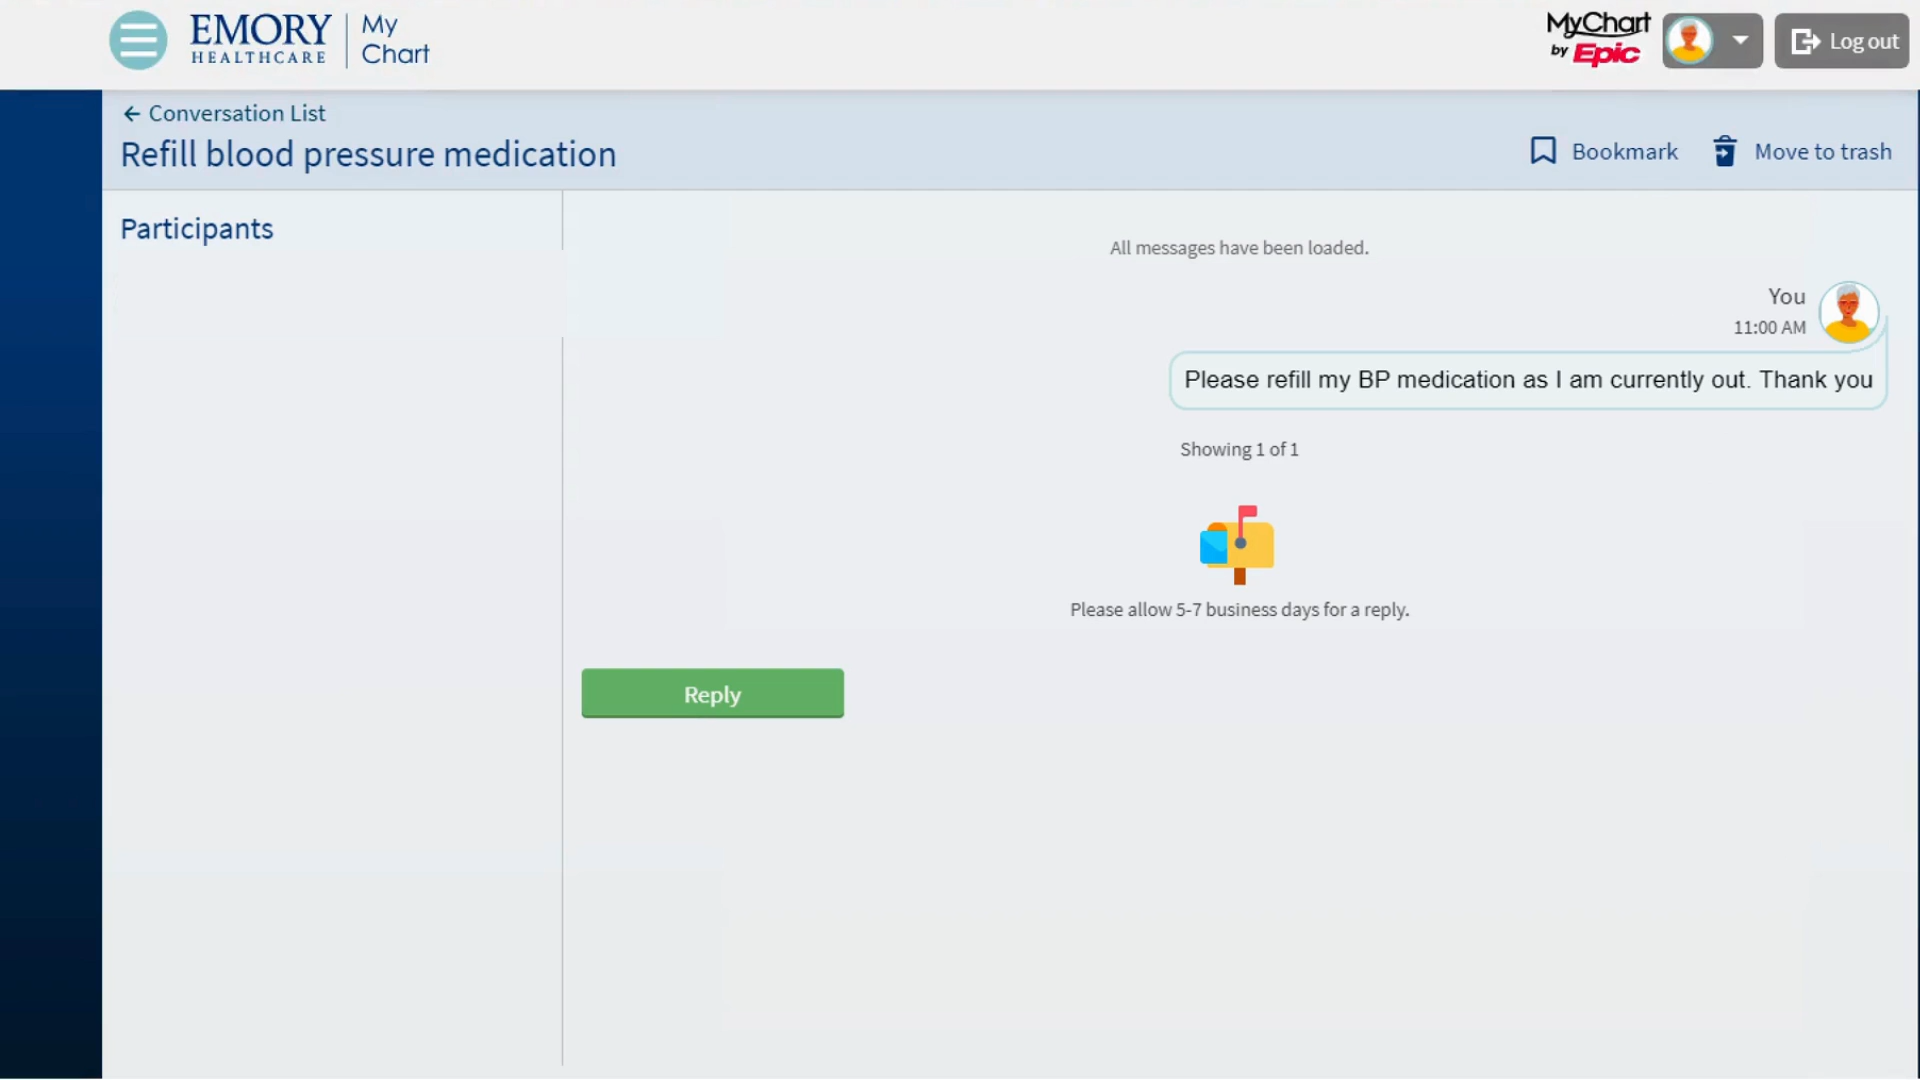 EMORY
HEALTHCARE
My
Chart
MyChart
by Epic
Log out
Conversation List
Refill blood pressure medication
Bookmark
Move to trash
Participants
All messages have been loaded.
You
11:00 AM
Please refill my BP medication as I am currently out. Thank you
Showing 1 of 1
Please allow 5-7 business days for a reply.
Reply